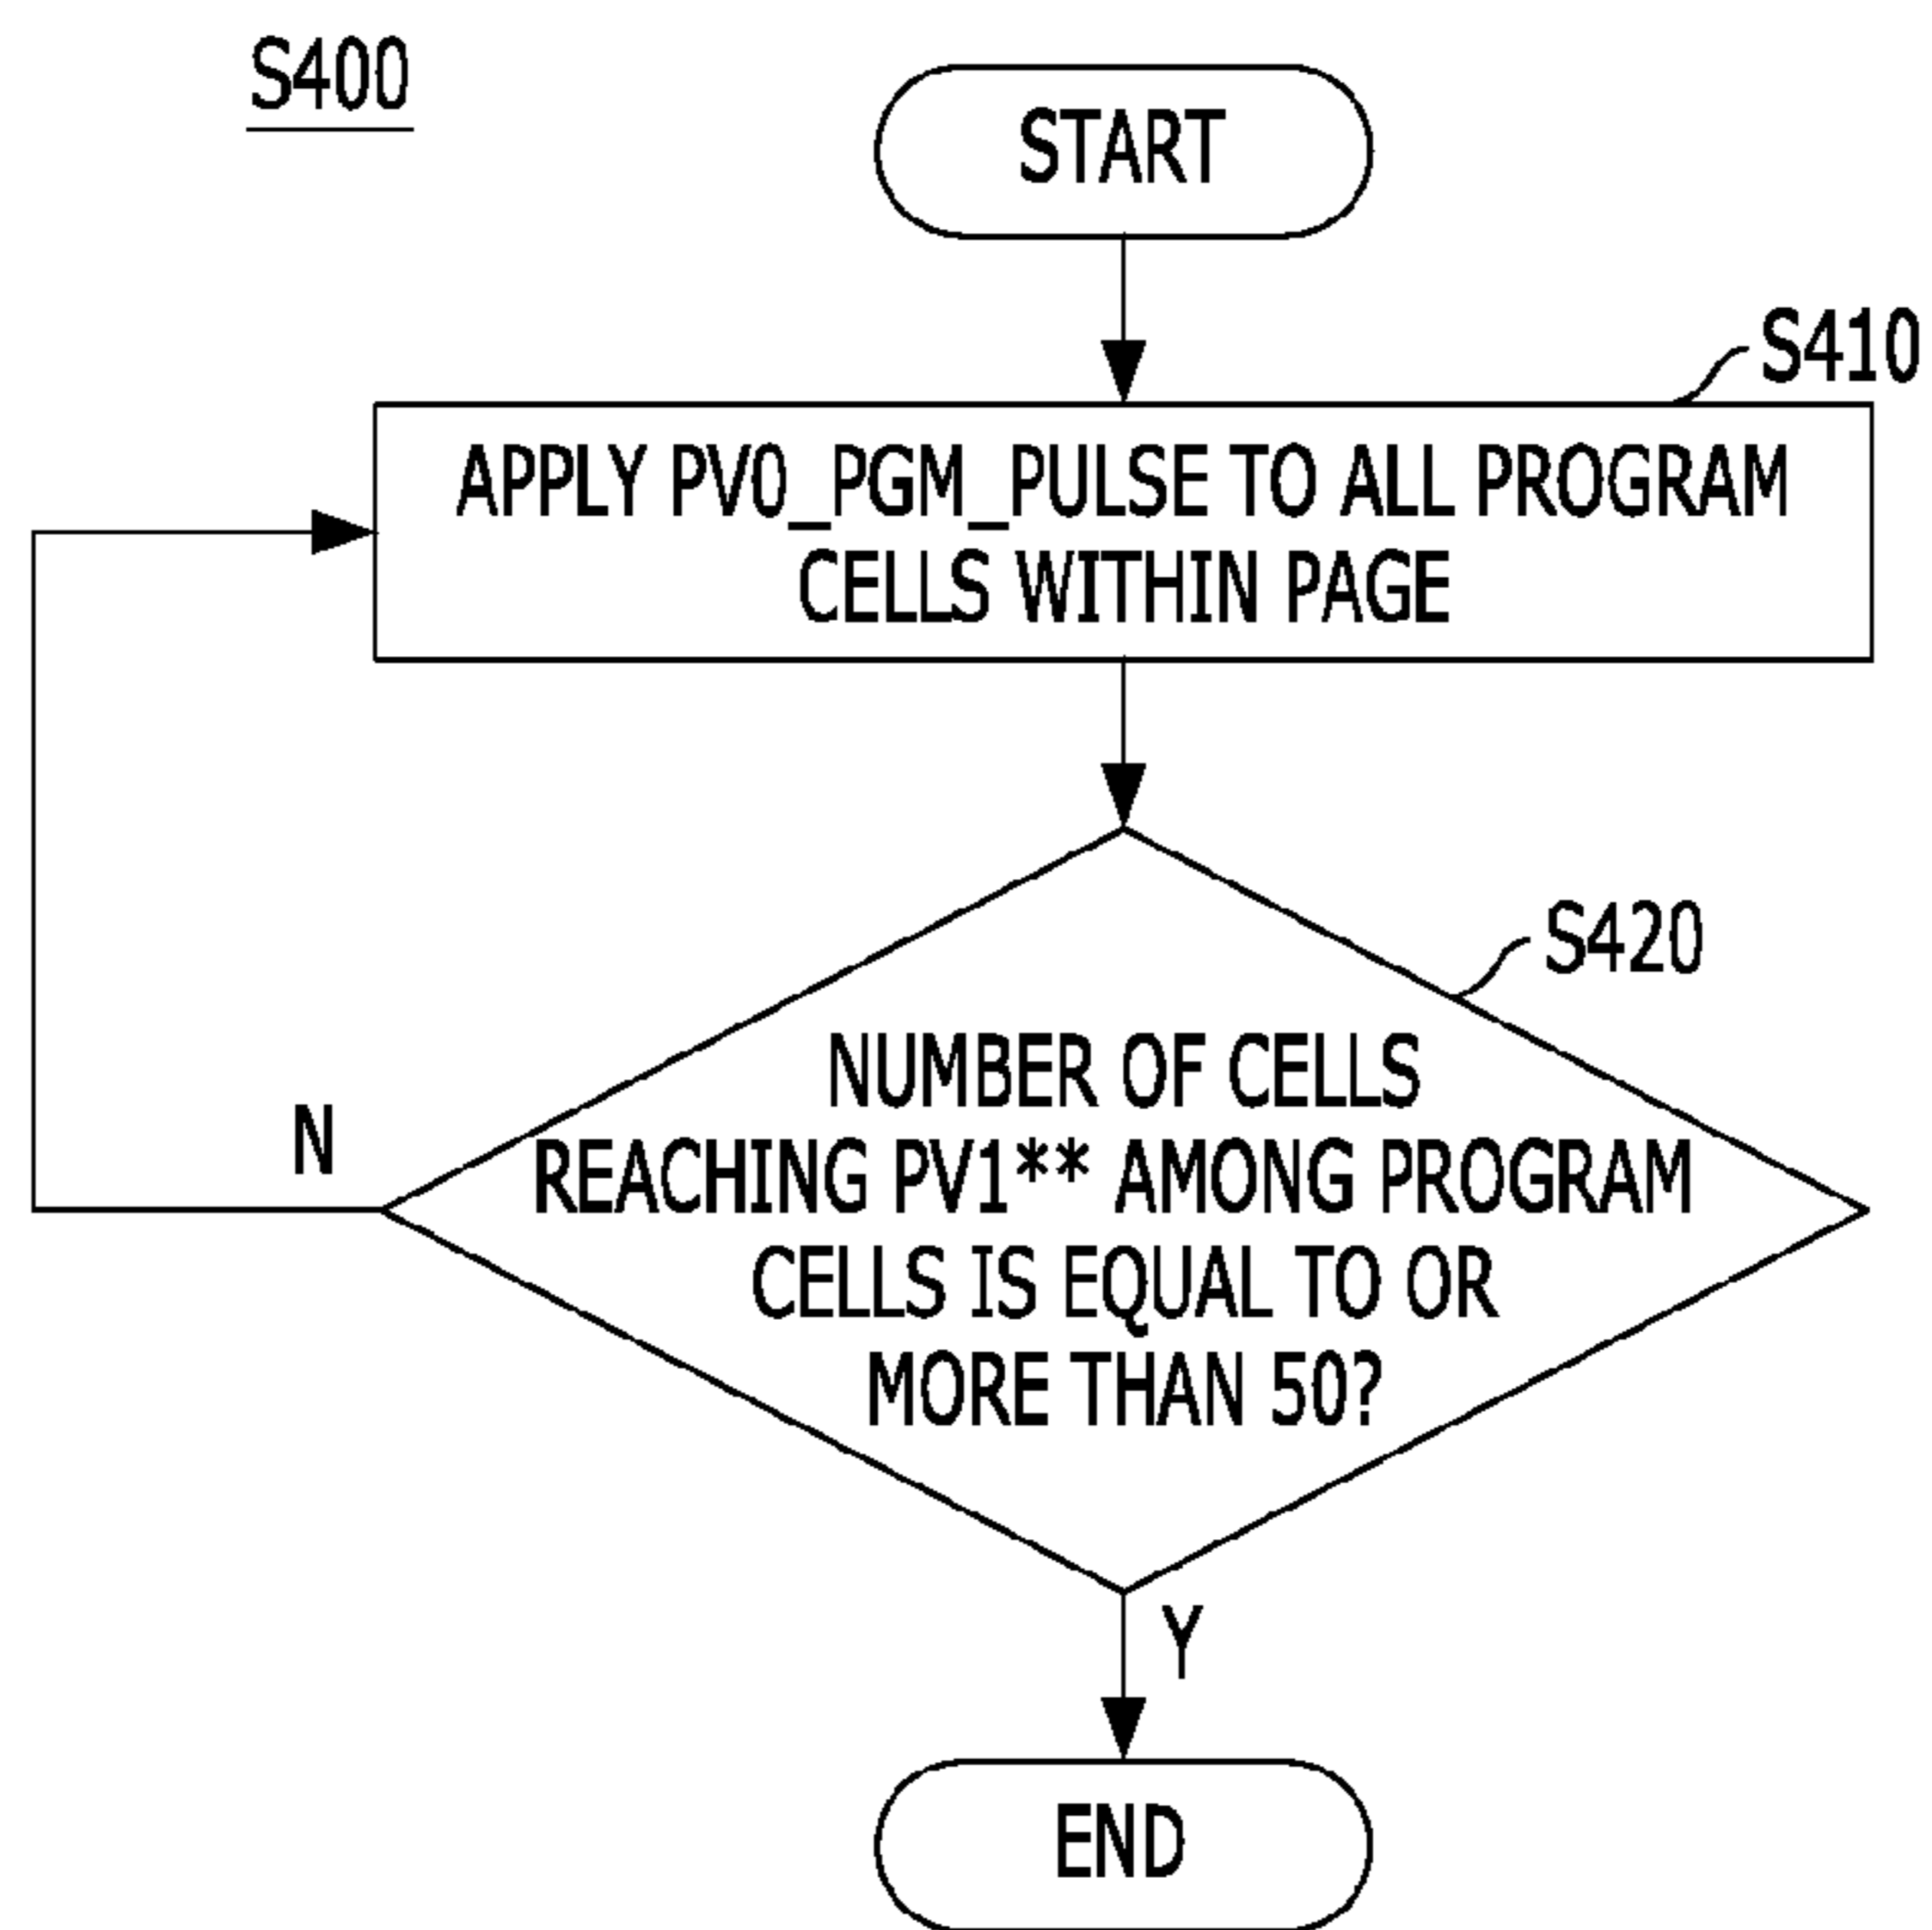 S400
START
S410
APPLY PV0_PGM_PULSE TO ALL PROGRAM
CELLS WITHIN PAGE
S420
NUMBER OF CELLS
REACHING PV1** AMONG PROGRAM
CELLS IS EQUAL TO OR
MORE THAN 50?
N
Y
END